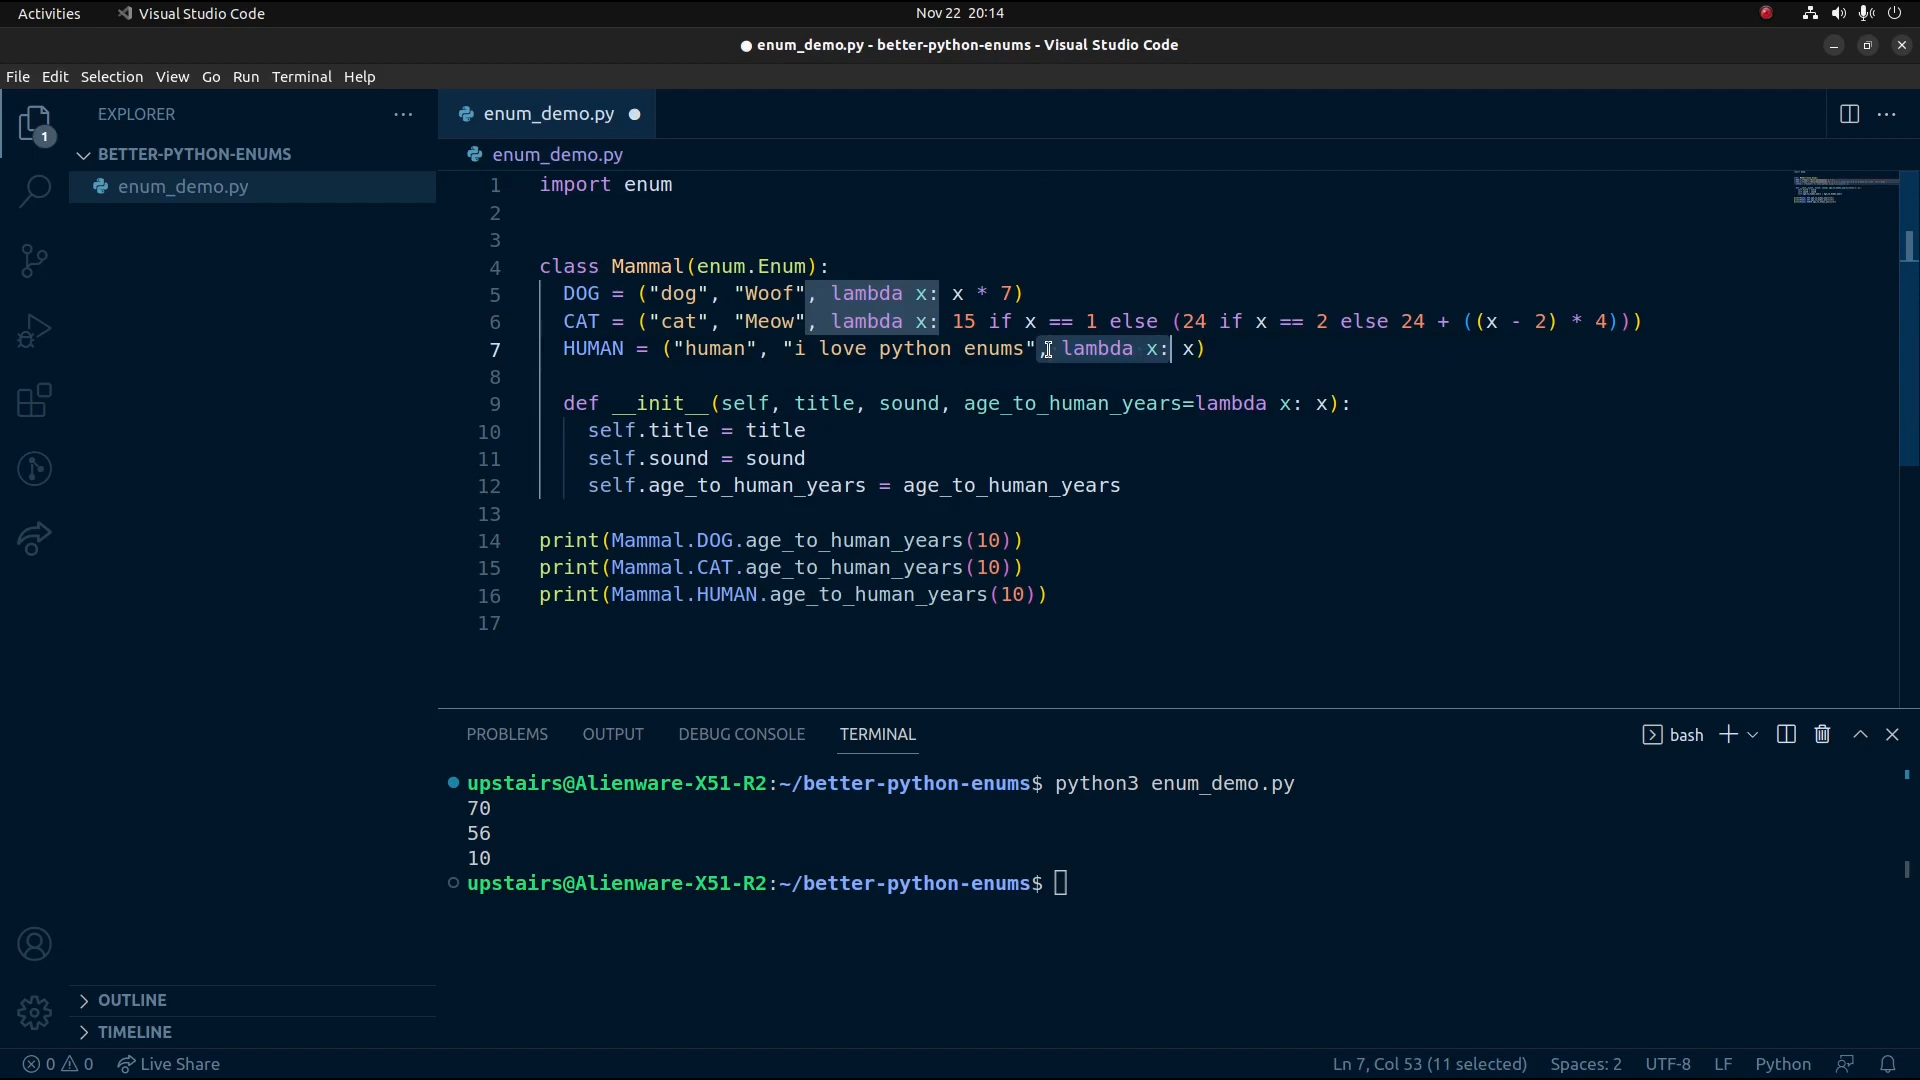 Activities Visual Studio Code Nov 22 20:14
● enum_demo.py - better-python-enums - Visual Studio Code
File Edit Selection View Go Run Terminal Help
EXPLORER ···
BETTER-PYTHON-ENUMS
enum_demo.py
1
enum_demo.py ●
enum_demo.py
1 import enum
2
3
4 class Mammal(enum.Enum):
5 DOG = ("dog", "Woof", lambda x: x * 7)
6 CAT = ("cat", "Meow", lambda x: 15 if x == 1 else (24 if x == 2 else 24 + ((x - 2) * 4)))
7 HUMAN = ("human", "i love python enums", lambda x: x)
8
9 def __init__(self, title, sound, age_to_human_years=lambda x: x):
10 self.title = title
11 self.sound = sound
12 self.age_to_human_years = age_to_human_years
13
14 print(Mammal.DOG.age_to_human_years(10))
15 print(Mammal.CAT.age_to_human_years(10))
16 print(Mammal.HUMAN.age_to_human_years(10))
17
PROBLEMS OUTPUT DEBUG CONSOLE TERMINAL bash
upstairs@Alienware-X51-R2:~/better-python-enums$ python3 enum_demo.py
70
56
10
upstairs@Alienware-X51-R2:~/better-python-enums$
OUTLINE
TIMELINE
0 0 Live Share Ln 7, Col 53 (11 selected) Spaces: 2 UTF-8 LF Python